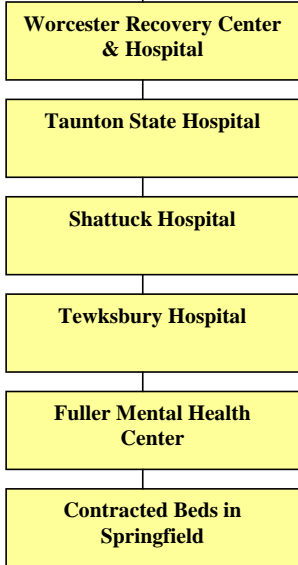 Worcester Recovery Center
& Hospital
Taunton State Hospital
Shattuck Hospital
Tewksbury Hospital
Fuller Mental Health
Center
Contracted Beds in
Springfield